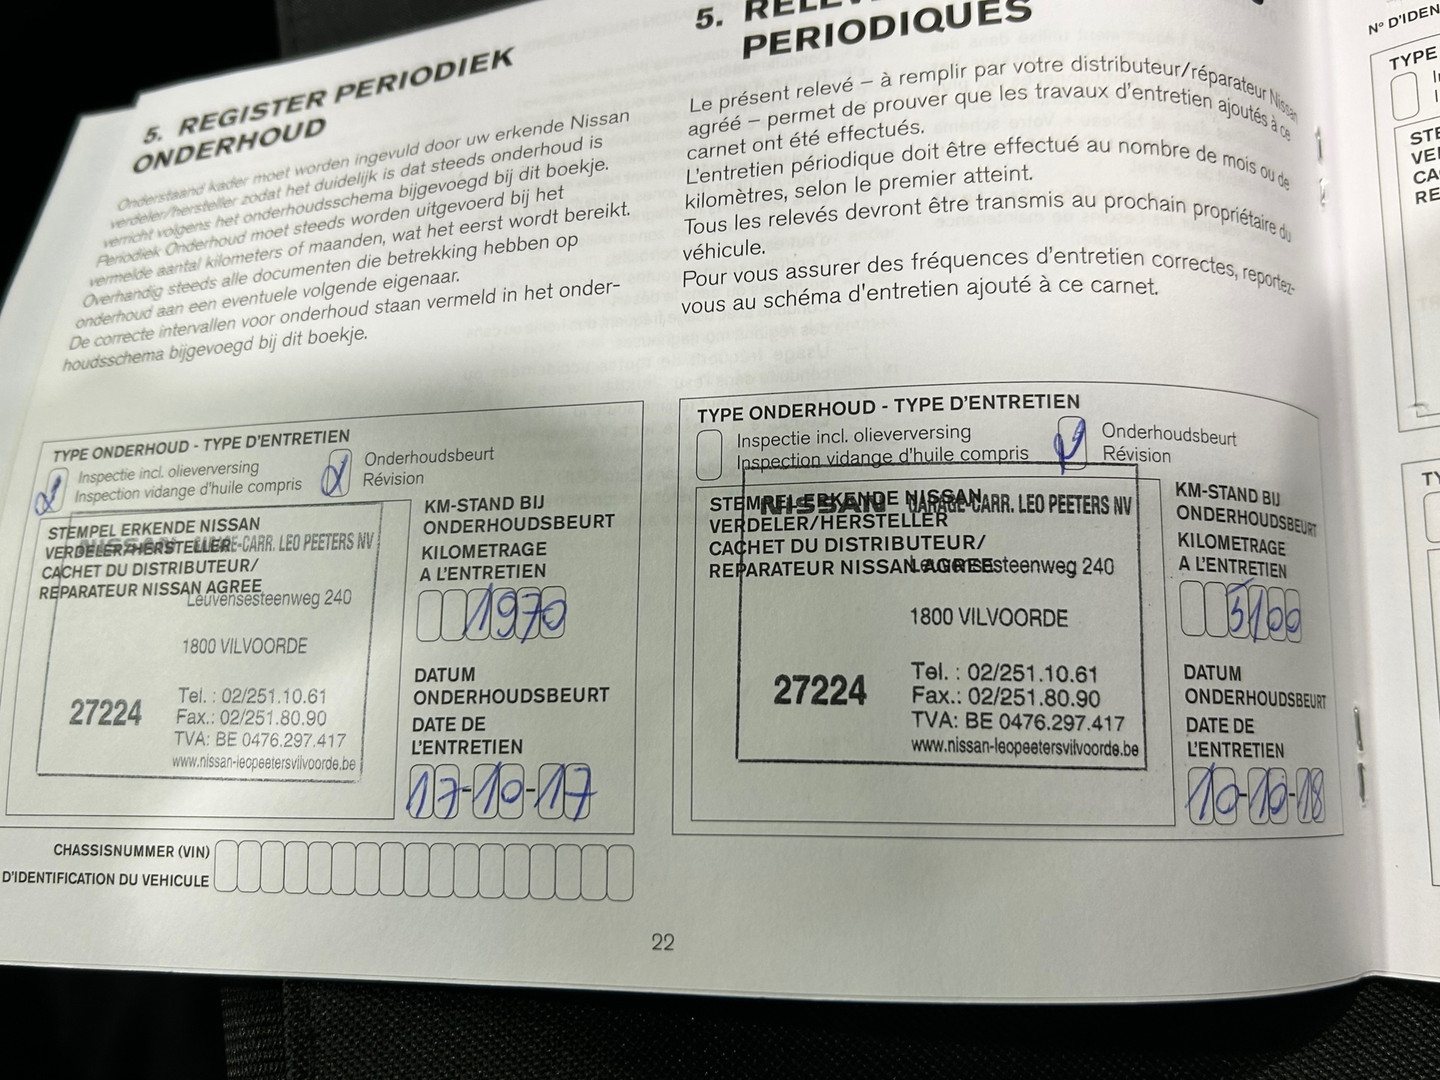 5. REGISTER PERIODIEK
ONDERHOUD
Onderstaand kader moet worden ingevuld door uw erkende Nissan
verdeler/hersteller zodat het duidelijk is dat steeds onderhoud is
verricht volgens het onderhoudsschema bijgevoegd bij dit boekje.
Periodiek Onderhoud moet steeds worden uitgevoerd bij het
vermelde aantal kilometers of maanden, wat het eerst wordt bereikt.
Overhandig steeds alle documenten die betrekking hebben op
onderhoud aan een eventuele volgende eigenaar.
De correcte intervallen voor onderhoud staan vermeld in het onder-
houdsschema bijgevoegd bij dit boekje.
TYPE ONDERHOUD - TYPE D'ENTRETIEN
Inspectie incl. olieverversing
Inspection vidange d'huile compris
Onderhoudsbeurt
Révision
STEMPEL ERKENDE NISSAN
VERDELER/HERSTELLER
CACHET DU DISTRIBUTEUR/
REPARATEUR NISSAN AGREE
NISSAN GARAGE-CARR. LEO PEETERS NV
Leuvensesteenweg 240
1800 VILVOORDE
27224
Tel. : 02/251.10.61
Fax.: 02/251.80.90
TVA: BE 0476.297.417
www.nissan-leopeetersvilvoorde.be
KM-STAND BIJ
ONDERHOUDSBEURT
KILOMETRAGE
A L'ENTRETIEN
1970
DATUM
ONDERHOUDSBEURT
DATE DE
L'ENTRETIEN
17-10-17
CHASSISNUMMER (VIN)
D'IDENTIFICATION DU VEHICULE
5.
PERIODIQUES
Le présent relevé – à remplir par votre distributeur/réparateur Nissan
agréé – permet de prouver que les travaux d'entretien ajoutés à ce
carnet ont été effectués.
L'entretien périodique doit être effectué au nombre de mois ou de
kilomètres, selon le premier atteint.
Tous les relevés devront être transmis au prochain propriétaire du
véhicule.
Pour vous assurer des fréquences d'entretien correctes, reportez-
vous au schéma d'entretien ajouté à ce carnet.
TYPE ONDERHOUD - TYPE D'ENTRETIEN
Inspectie incl. olieverversing
Inspection vidange d'huile compris
Onderhoudsbeurt
Révision
STEMPEL ERKENDE NISSAN
VERDELER/HERSTELLER
CACHET DU DISTRIBUTEUR/
REPARATEUR NISSAN AGREE
NISSAN GARAGE-CARR. LEO PEETERS NV
Leuvensesteenweg 240
1800 VILVOORDE
27224
Tel. : 02/251.10.61
Fax.: 02/251.80.90
TVA: BE 0476.297.417
www.nissan-leopeetersvilvoorde.be
KM-STAND BIJ
ONDERHOUDSBEURT
KILOMETRAGE
A L'ENTRETIEN
5100
DATUM
ONDERHOUDSBEURT
DATE DE
L'ENTRETIEN
10-10-18
22
N° D'IDEN
TYPE